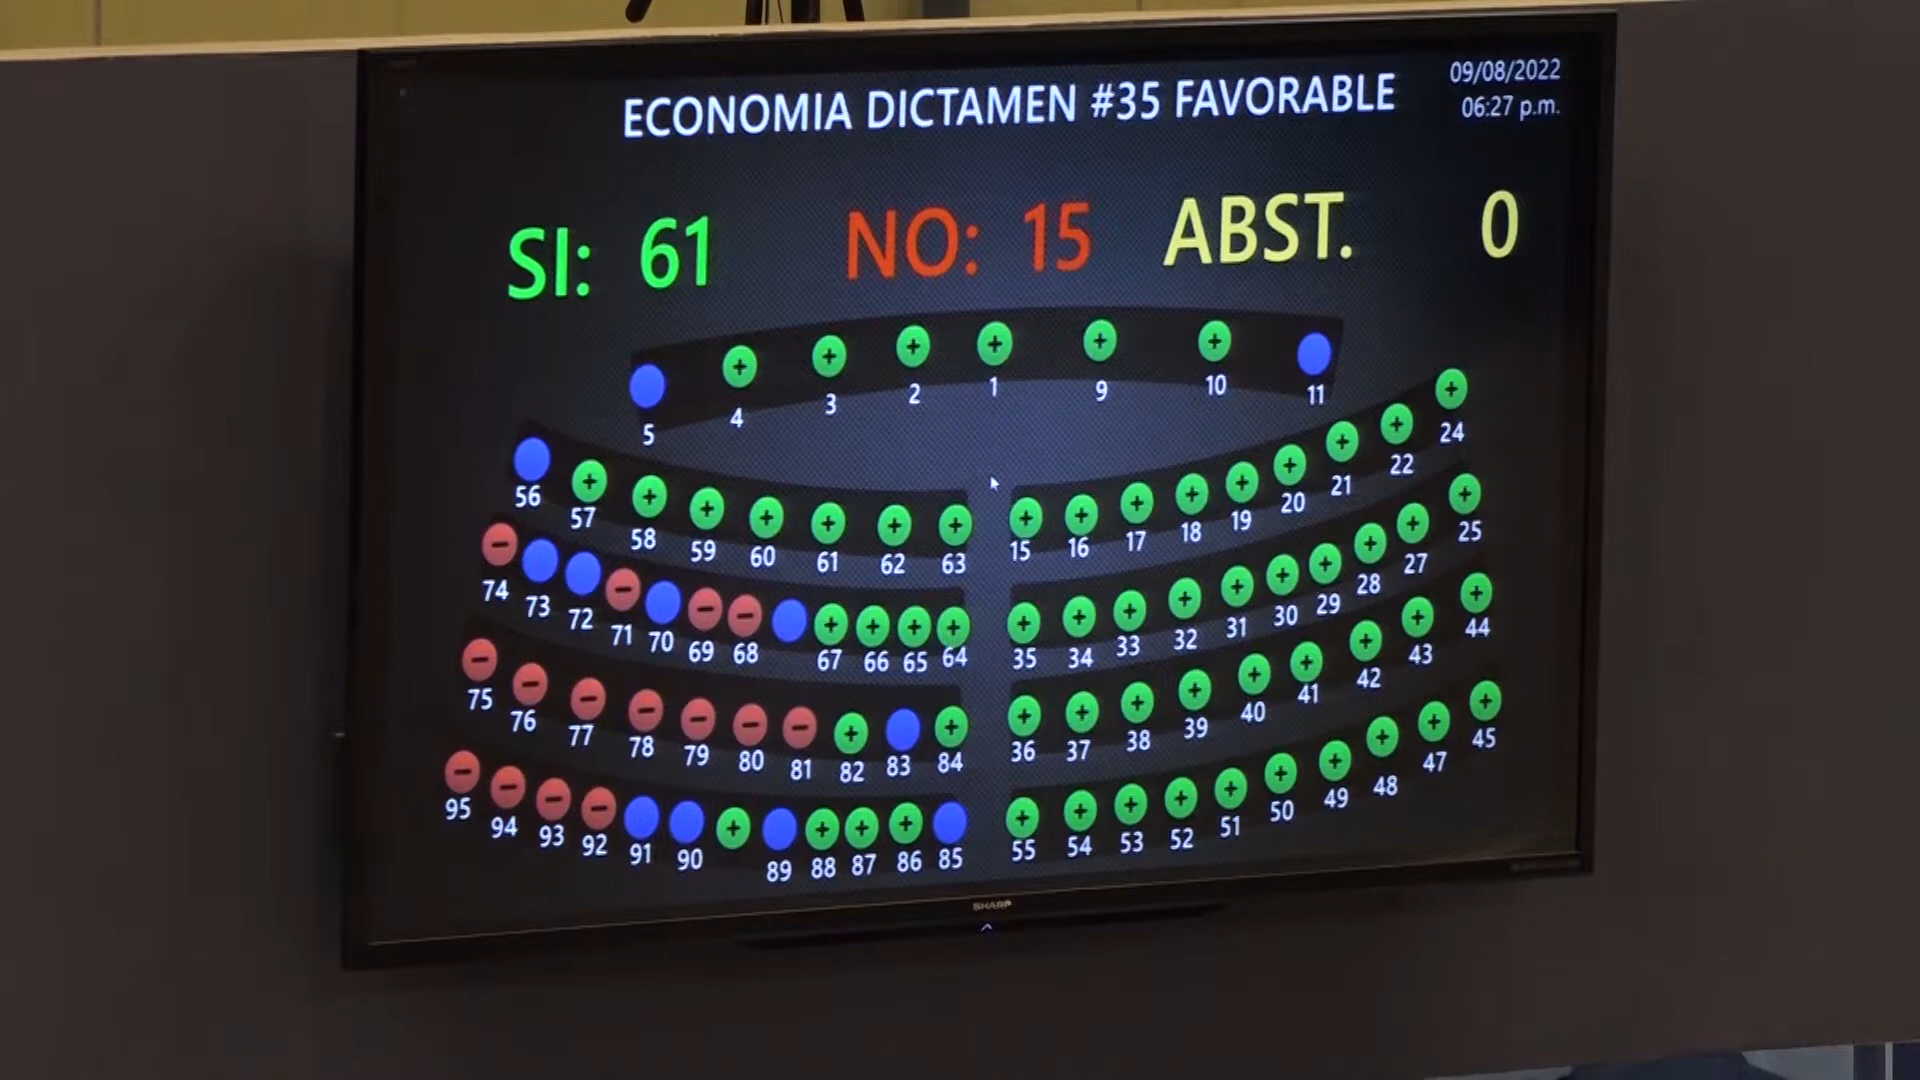 ECONOMIA DICTAMEN #35 FAVORABLE
09/08/2022
06:27 p.m.
SI: 61 NO: 15 ABST. 0
5 4 3 2 1 9 10 11
56 57 58 59 60 61 62 63
15 16 17 18 19 20 21 22 24
74 73 72 71 70 69 68 67 66 65 64
35 34 33 32 31 30 29 28 27 25
75 76 77 78 79 80 81 82 83 84
36 37 38 39 40 41 42 43 44
95 94 93 92 91 90 89 88 87 86 85
55 54 53 52 51 50 49 48 47 45
SHARP